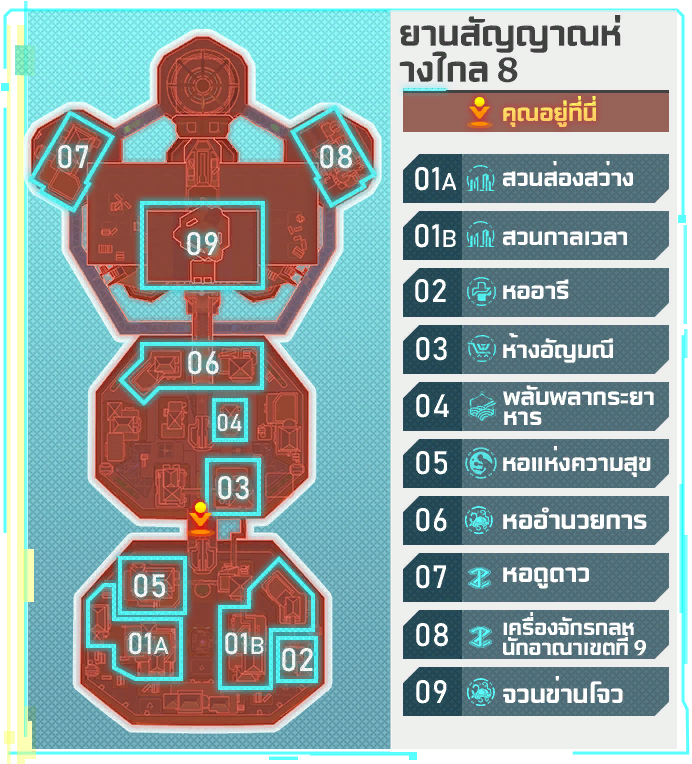 ยานสัญญาณห่
างไกล 8
คุณอยู่ที่นี่
01A สวนส่องสว่าง
01B สวนกาลเวลา
02 หออารี
03 ห้างอัญมณี
04 พลับพลากระยา
หาร
05 หอแห่งความสุข
06 หออำนวยการ
07 หอดูดาว
08 เครื่องจักรกลห
นักอาณาเขตที่ 9
09 จวนข่านโจว
07
08
09
06
04
03
05
01A
01B
02